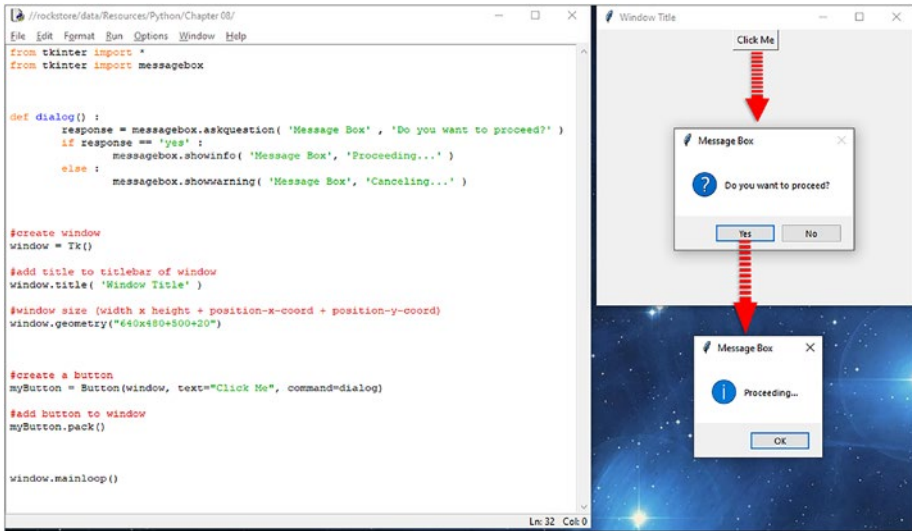 //rockstore/data/Resources/Python/Chapter 08/
File Edit Format Run Options Window Help
from tkinter import *
from tkinter import messagebox
def dialog() :
response = messagebox.askquestion( 'Message Box' , 'Do you want to proceed?' )
if response == 'yes' :
messagebox.showinfo( 'Message Box', 'Proceeding...' )
else :
messagebox.showwarning( 'Message Box', 'Canceling...' )
#create window
window = Tk()
#add title to titlebar of window
window.title( 'Window Title' )
#window size (width x height + position-x-coord + position-y-coord)
window.geometry("640x480+500+20")
#create a button
myButton = Button(window, text="Click Me", command=dialog)
#add button to window
myButton.pack()
window.mainloop()
Ln: 32 Col: 0
Window Title
Click Me
Message Box
Do you want to proceed?
Yes No
Message Box
Proceeding...
OK